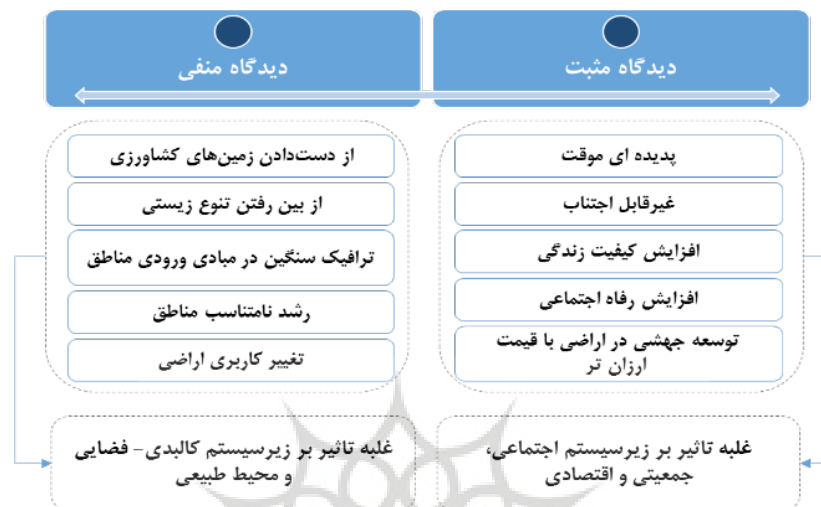 دیدگاه مثبت
دیدگاه منفی
پدیده ای موقت
غیرقابل اجتناب
افزایش کیفیت زندگی
افزایش رفاه اجتماعی
توسعه جهشی در اراضی با قیمت
ارزان تر
از دست‌دادن زمین‌های کشاورزی
از بین رفتن تنوع زیستی
ترافیک سنگین در مبادی ورودی مناطق
رشد نامتناسب مناطق
تغییر کاربری اراضی
غلبه تاثیر بر زیرسیستم اجتماعی،
جمعیتی و اقتصادی
غلبه تاثیر بر زیرسیستم کالبدی- فضایی
و محیط طبیعی